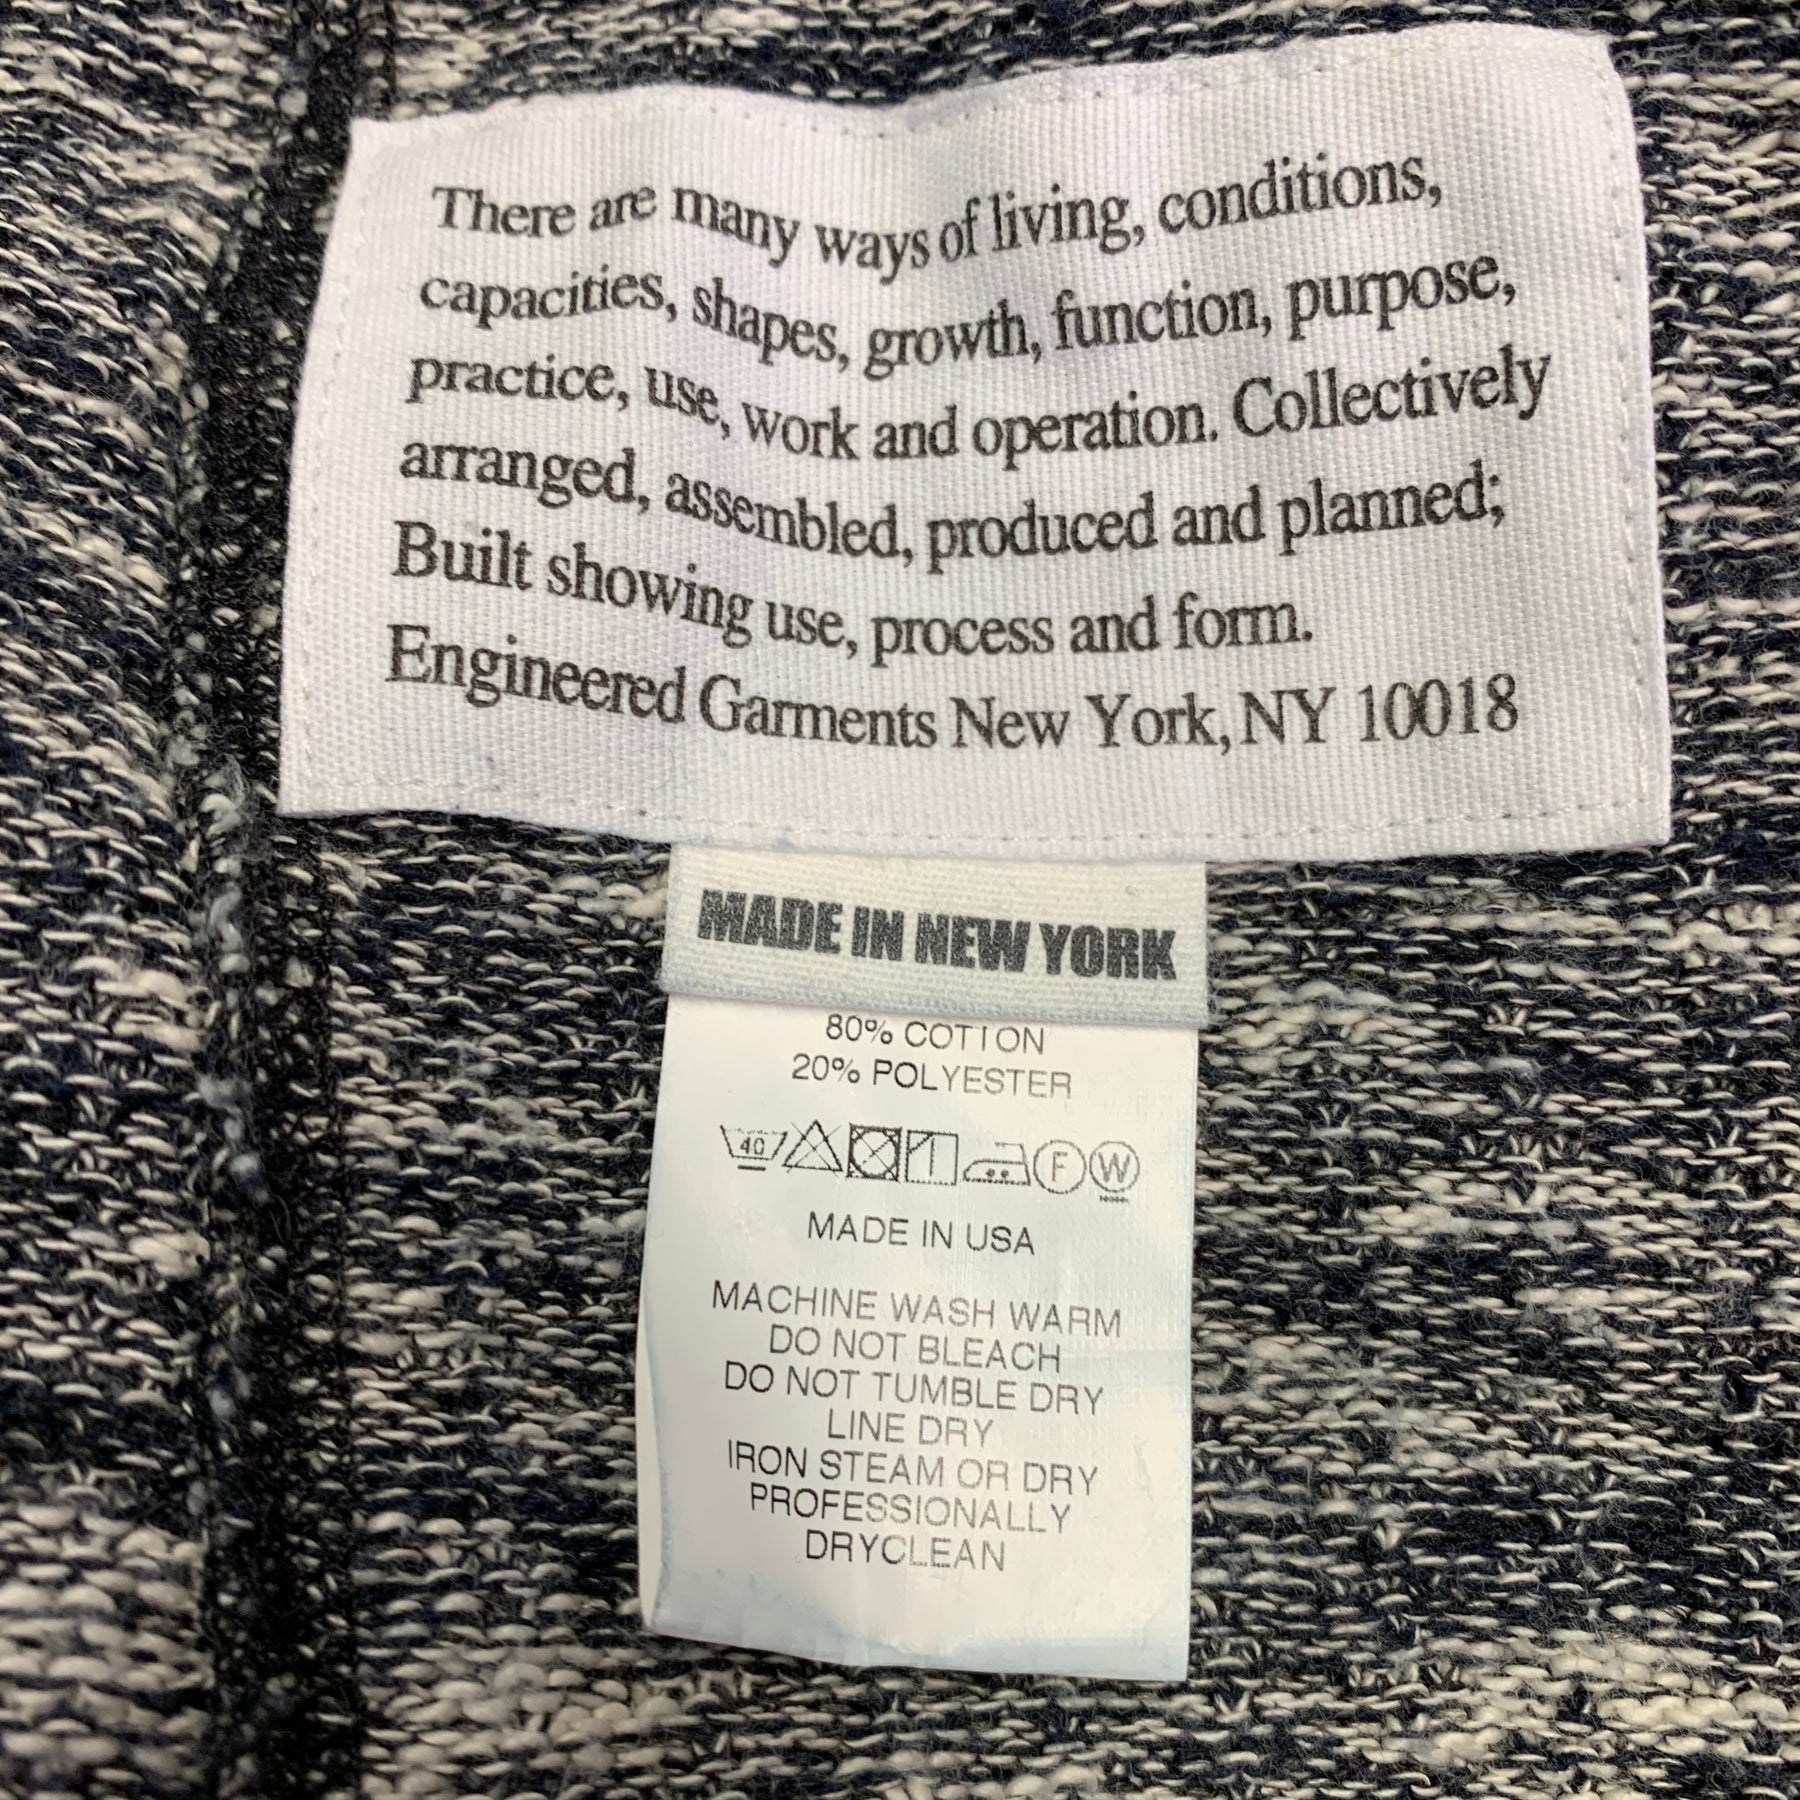 There are many ways of living, conditions,
capacities, shapes, growth, function, purpose,
practice, use, work and operation. Collectively
arranged, assembled, produced and planned;
Built showing use, process and form.
Engineered Garments New York, NY 10018
MADE IN NEW YORK
80% COTTON
20% POLYESTER
40 F W
MADE IN USA
MACHINE WASH WARM
DO NOT BLEACH
DO NOT TUMBLE DRY
LINE DRY
IRON STEAM OR DRY
PROFESSIONALLY
DRYCLEAN